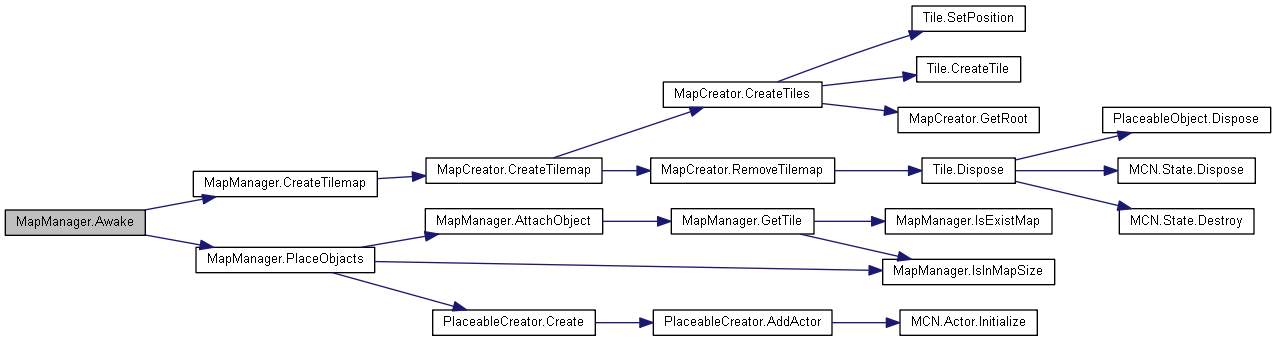 Tile.SetPosition
Tile.CreateTile
MapCreator.CreateTiles
MapCreator.GetRoot
PlaceableObject.Dispose
MapCreator.CreateTilemap
MapCreator.RemoveTilemap
Tile.Dispose
MCN.State.Dispose
MapManager.CreateTilemap
MapManager.Awake
MapManager.AttachObject
MapManager.GetTile
MapManager.IsExistMap
MCN.State.Destroy
MapManager.PlaceObjacts
MapManager.IsInMapSize
PlaceableCreator.Create
PlaceableCreator.AddActor
MCN.Actor.Initialize